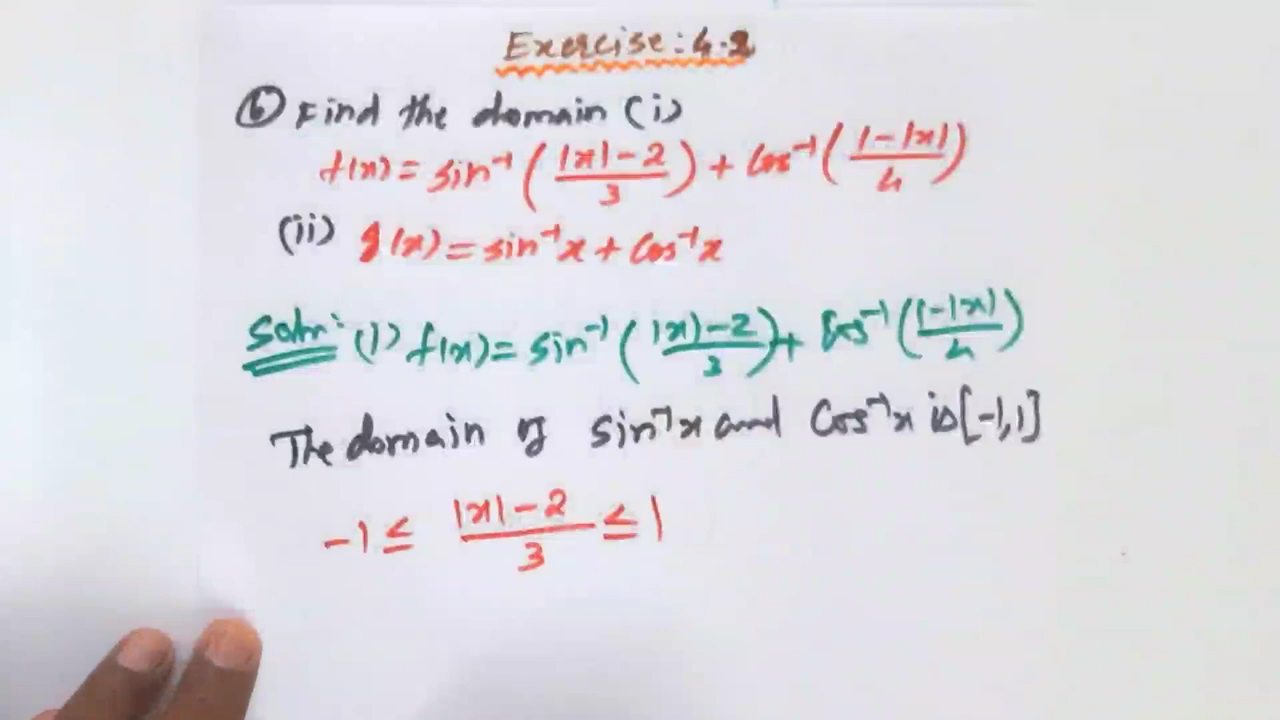 Exercise: 4.2
⑥ Find the domain (i)
f(x) = sin⁻¹ ( (|x| - 2) / 3 ) + cos⁻¹ ( (1 - |x|) / 4 )
(ii) g(x) = sin⁻¹x + cos⁻¹x
Soln:- (i) f(x) = sin⁻¹ ( (|x| - 2) / 3 ) + cos⁻¹ ( (1 - |x|) / 4 )
The domain of sin⁻¹x and cos⁻¹x is [-1, 1]
-1 ≤ (|x| - 2) / 3 ≤ 1